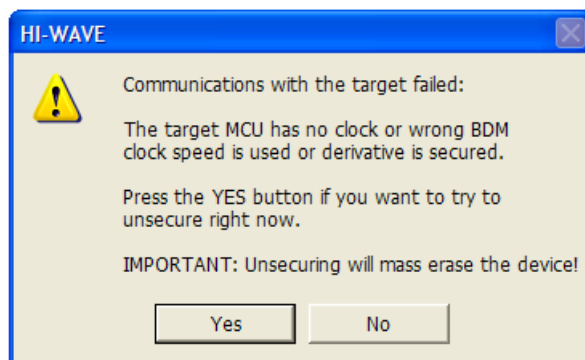 HI-WAVE
Communications with the target failed:
The target MCU has no clock or wrong BDM
clock speed is used or derivative is secured.
Press the YES button if you want to try to
unsecure right now.
IMPORTANT: Unsecuring will mass erase the device!
Yes
No